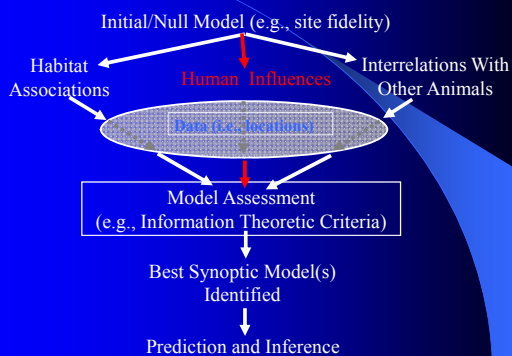 Initial/Null Model (e.g., site fidelity)
Habitat
Associations
Human Influences
Interrelations With
Other Animals
Data (i.e., locations)
Model Assessment
(e.g., Information Theoretic Criteria)
Best Synoptic Model(s)
Identified
Prediction and Inference